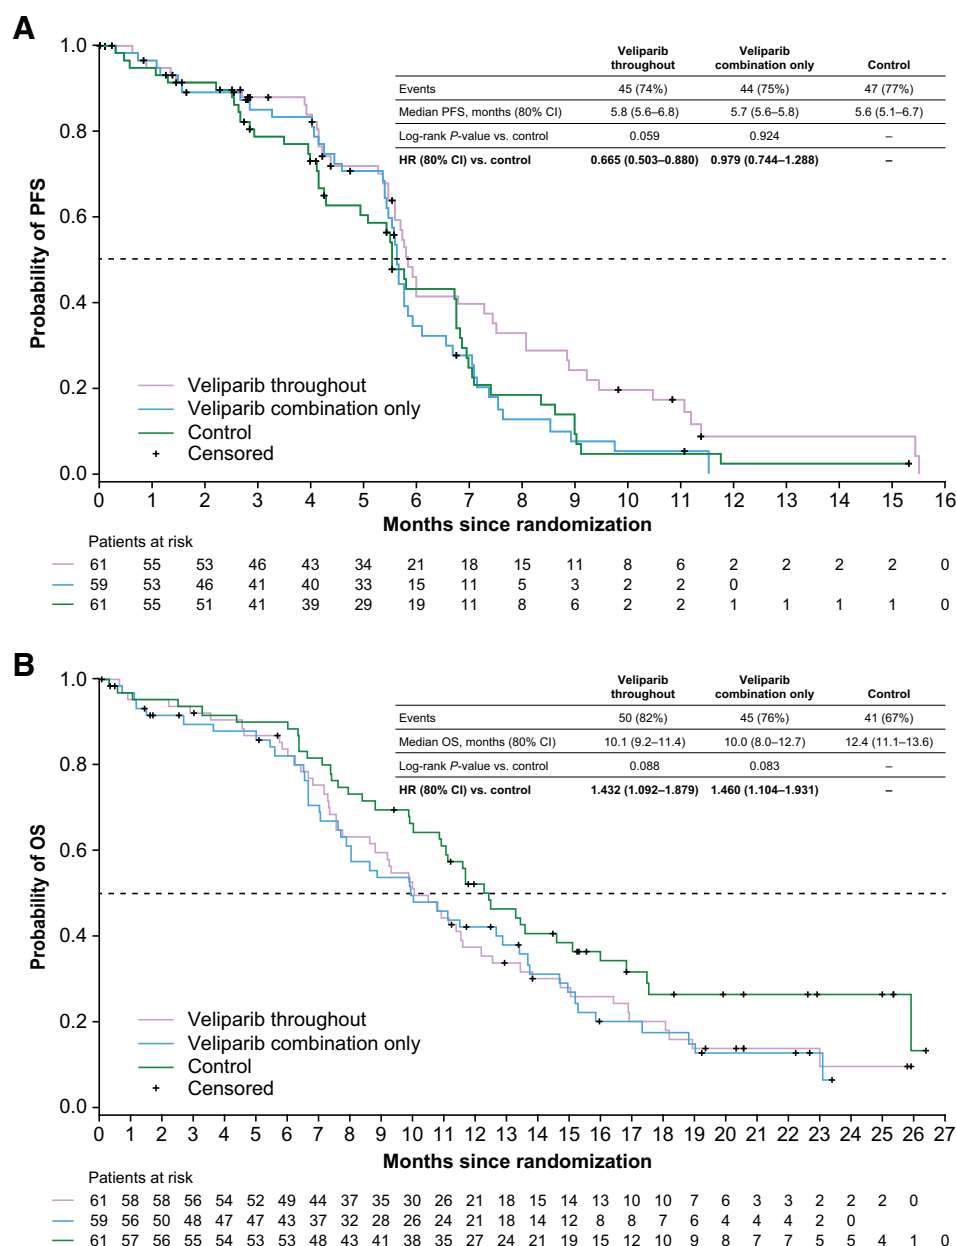 A
Veliparib throughout Veliparib combination only Control
Events 45 (74%) 44 (75%) 47 (77%)
Median PFS, months (80% CI) 5.8 (5.6–6.8) 5.7 (5.6–5.8) 5.6 (5.1–6.7)
Log-rank P-value vs. control 0.059 0.924 –
HR (80% CI) vs. control 0.665 (0.503–0.880) 0.979 (0.744–1.288) –
Probability of PFS
1.0
0.8
0.6
0.4
0.2
0.0
Veliparib throughout
Veliparib combination only
Control
Censored
0 1 2 3 4 5 6 7 8 9 10 11 12 13 14 15 16
Months since randomization
Patients at risk
61 55 53 46 43 34 21 18 15 11 8 6 2 2 2 2 0
59 53 46 41 40 33 15 11 5 3 2 2 0
61 55 51 41 39 29 19 11 8 6 2 2 1 1 1 1 0
B
Veliparib throughout Veliparib combination only Control
Events 50 (82%) 45 (76%) 41 (67%)
Median OS, months (80% CI) 10.1 (9.2–11.4) 10.0 (8.0–12.7) 12.4 (11.1–13.6)
Log-rank P-value vs. control 0.088 0.083 –
HR (80% CI) vs. control 1.432 (1.092–1.879) 1.460 (1.104–1.931) –
Probability of OS
1.0
0.8
0.6
0.4
0.2
0.0
Veliparib throughout
Veliparib combination only
Control
Censored
0 1 2 3 4 5 6 7 8 9 10 11 12 13 14 15 16 17 18 19 20 21 22 23 24 25 26 27
Months since randomization
Patients at risk
61 58 58 56 54 52 49 44 37 35 30 26 21 18 15 14 13 10 10 7 6 3 3 2 2 2 0
59 56 50 48 47 47 43 37 32 28 26 24 21 18 14 12 8 8 7 6 4 4 4 2 0
61 57 56 55 54 53 53 48 43 41 38 35 27 24 21 19 15 12 10 9 8 7 7 5 5 4 1 0